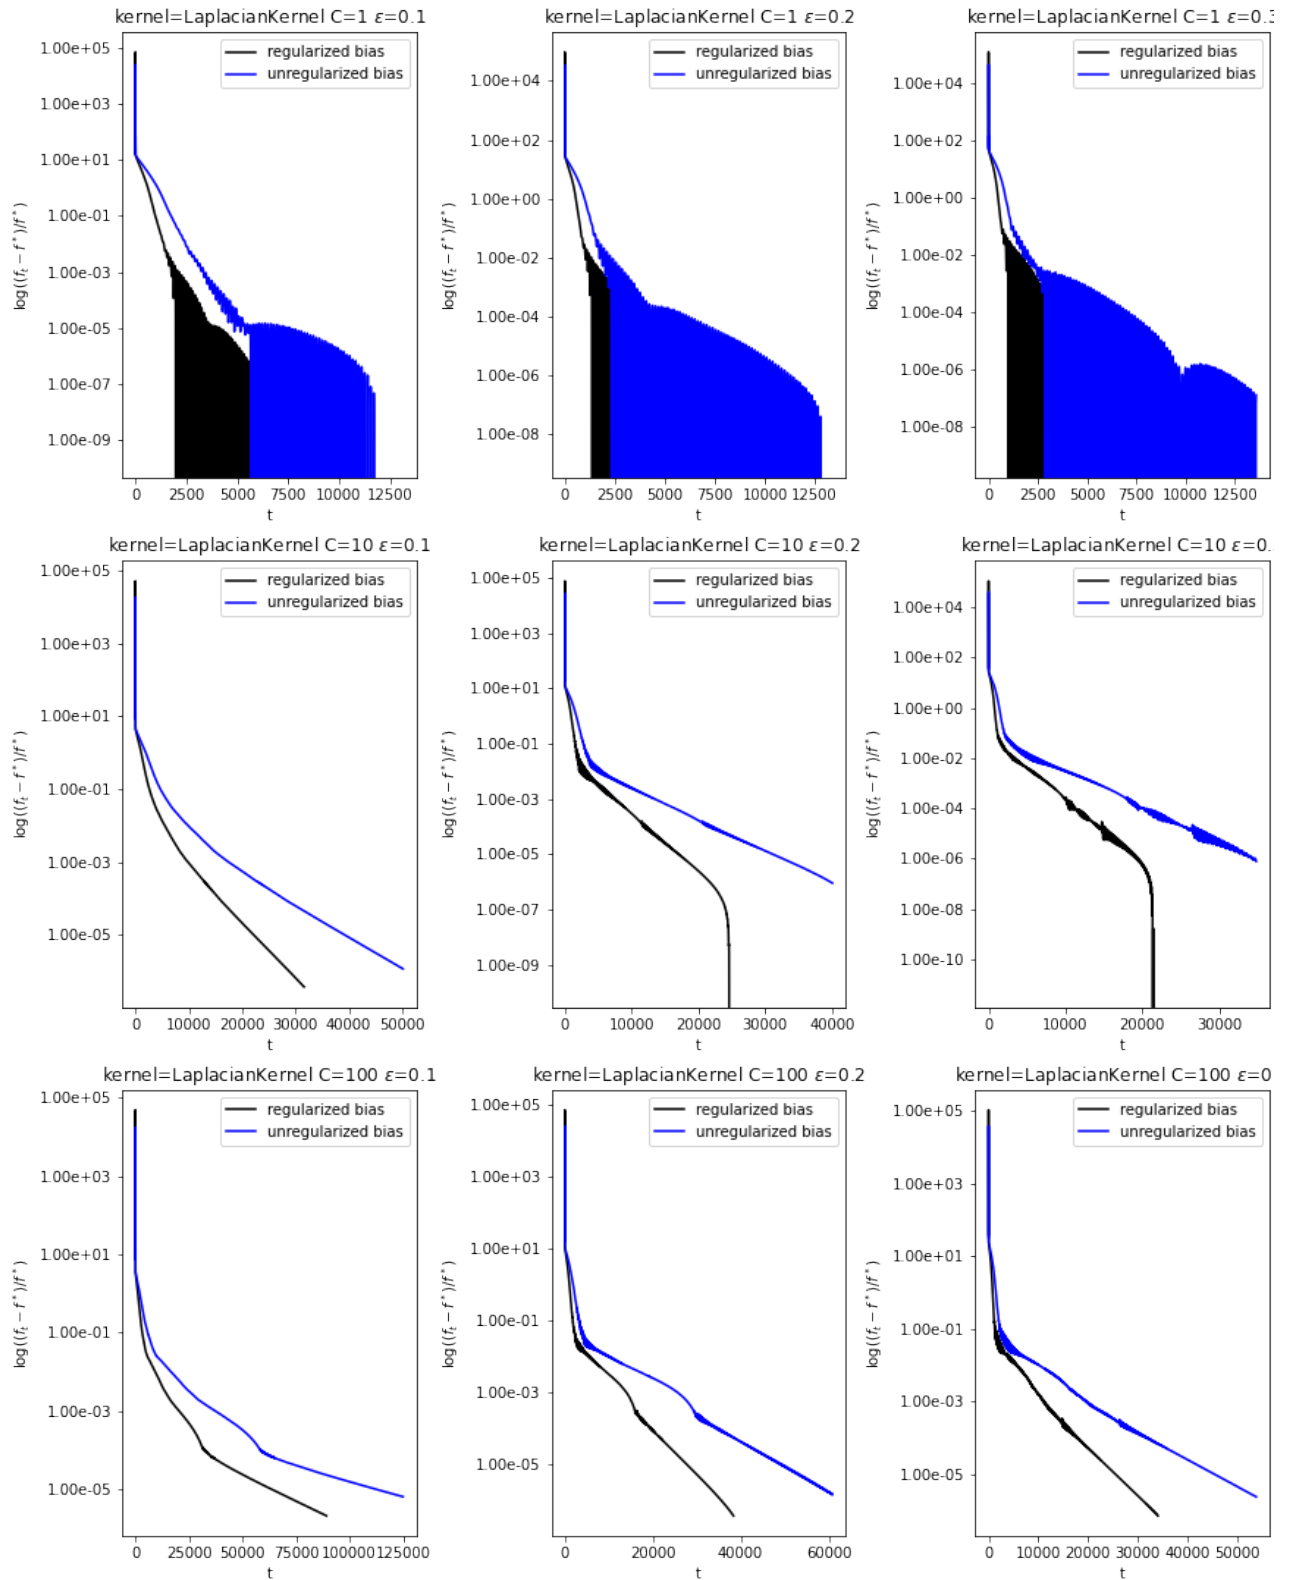 kernel=LaplacianKernel C=1 ε=0.1
regularized bias
unregularized bias
log((f_t − f^*)/f^*)
1.00e+05
1.00e+03
1.00e+01
1.00e-01
1.00e-03
1.00e-05
1.00e-07
1.00e-09
0 2500 5000 7500 10000 12500
t
kernel=LaplacianKernel C=1 ε=0.2
regularized bias
unregularized bias
log((f_t − f^*)/f^*)
1.00e+04
1.00e+02
1.00e+00
1.00e-02
1.00e-04
1.00e-06
1.00e-08
0 2500 5000 7500 10000 12500
t
kernel=LaplacianKernel C=1 ε=0.3
regularized bias
unregularized bias
log((f_t − f^*)/f^*)
1.00e+04
1.00e+02
1.00e+00
1.00e-02
1.00e-04
1.00e-06
1.00e-08
0 2500 5000 7500 10000 12500
t
kernel=LaplacianKernel C=10 ε=0.1
regularized bias
unregularized bias
log((f_t − f^*)/f^*)
1.00e+05
1.00e+03
1.00e+01
1.00e-01
1.00e-03
1.00e-05
0 10000 20000 30000 40000 50000
t
kernel=LaplacianKernel C=10 ε=0.2
regularized bias
unregularized bias
log((f_t − f^*)/f^*)
1.00e+05
1.00e+03
1.00e+01
1.00e-01
1.00e-03
1.00e-05
1.00e-07
1.00e-09
0 10000 20000 30000 40000
t
kernel=LaplacianKernel C=10 ε=0.
regularized bias
unregularized bias
log((f_t − f^*)/f^*)
1.00e+04
1.00e+02
1.00e+00
1.00e-02
1.00e-04
1.00e-06
1.00e-08
1.00e-10
0 10000 20000 30000
t
kernel=LaplacianKernel C=100 ε=0.1
regularized bias
unregularized bias
log((f_t − f^*)/f^*)
1.00e+05
1.00e+03
1.00e+01
1.00e-01
1.00e-03
1.00e-05
0 25000 50000 75000 100000 125000
t
kernel=LaplacianKernel C=100 ε=0.2
regularized bias
unregularized bias
log((f_t − f^*)/f^*)
1.00e+05
1.00e+03
1.00e+01
1.00e-01
1.00e-03
1.00e-05
0 20000 40000 60000
t
kernel=LaplacianKernel C=100 ε=0
regularized bias
unregularized bias
log((f_t − f^*)/f^*)
1.00e+05
1.00e+03
1.00e+01
1.00e-01
1.00e-03
1.00e-05
0 10000 20000 30000 40000 50000
t